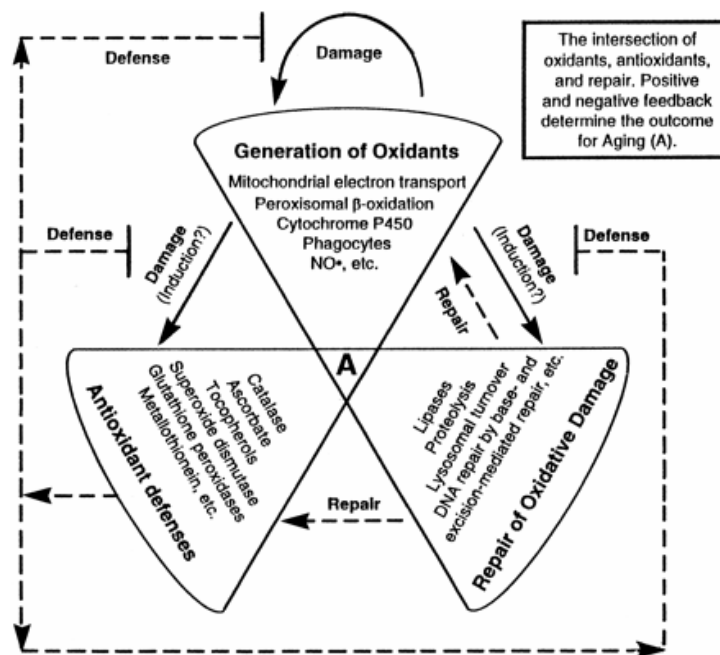 Damage
Defense
The intersection of
oxidants, antioxidants,
and repair. Positive
and negative feedback
determine the outcome
for Aging (A).
Generation of Oxidants
Mitochondrial electron transport
Peroxisomal β-oxidation
Cytochrome P450
Phagocytes
NO•, etc.
Defense
Damage
(Induction?)
Damage
(Induction?)
Defense
Repair
A
Catalase
Ascorbate
Tocopherols
Superoxide dismutase
Glutathione peroxidases
Metallothionein, etc.
Antioxidant defenses
Lipases
Proteolysis
Lysosomal turnover
DNA repair by base- and
excision-mediated repair, etc.
Repair of Oxidative Damage
Repair